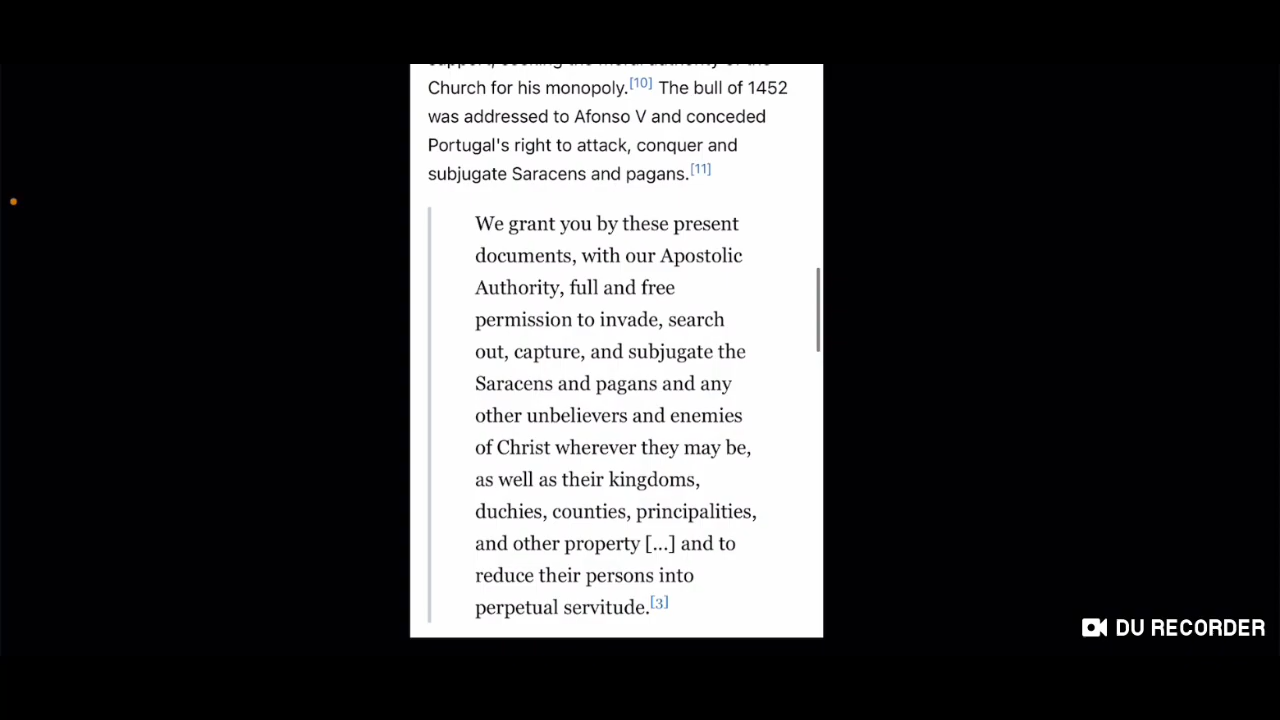 Church for his monopoly.[10] The bull of 1452
was addressed to Afonso V and conceded
Portugal's right to attack, conquer and
subjugate Saracens and pagans.[11]
We grant you by these present
documents, with our Apostolic
Authority, full and free
permission to invade, search
out, capture, and subjugate the
Saracens and pagans and any
other unbelievers and enemies
of Christ wherever they may be,
as well as their kingdoms,
duchies, counties, principalities,
and other property [...] and to
reduce their persons into
perpetual servitude.[3]
DU RECORDER